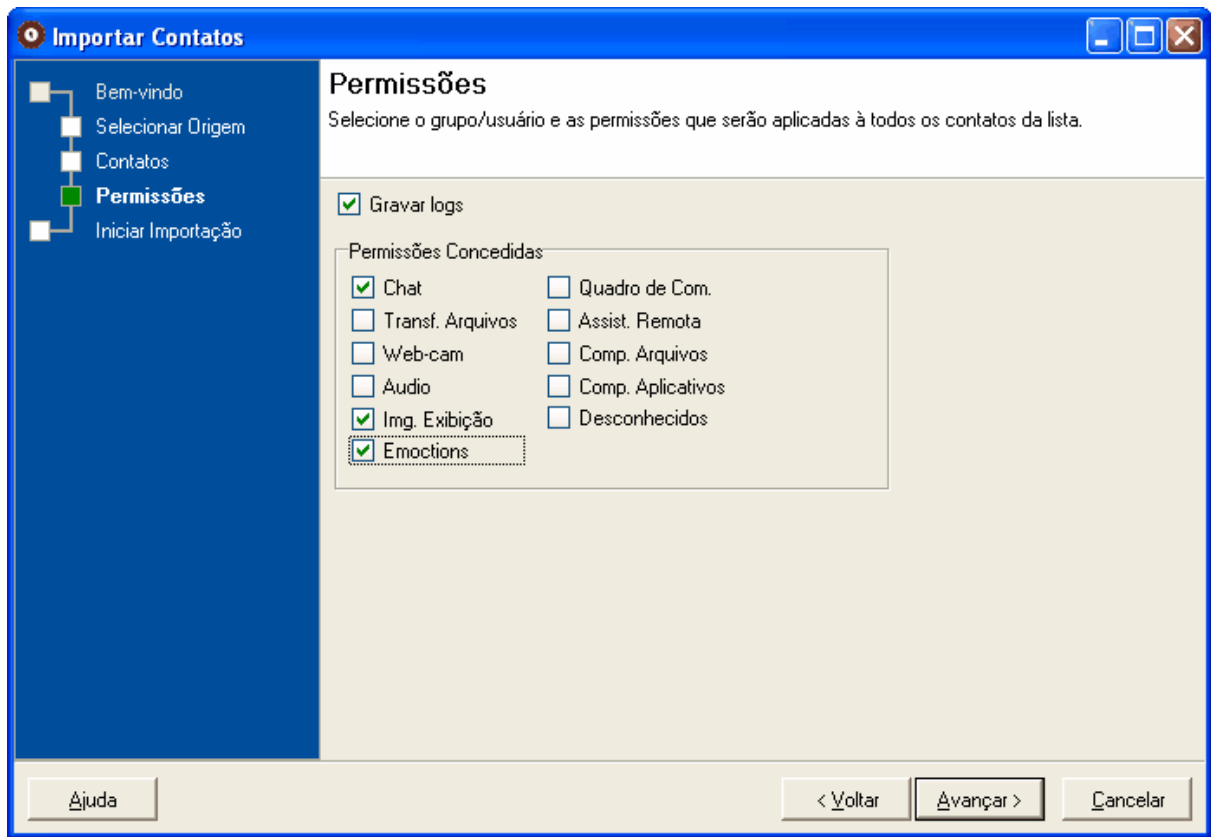 Importar Contatos
Bem-vindo
Selecionar Origem
Contatos
Permissões
Iniciar Importação
Permissões
Selecione o grupo/usuário e as permissões que serão aplicadas à todos os contatos da lista.
Gravar logs
Permissões Concedidas
Chat
Transf. Arquivos
Web-cam
Audio
Img. Exibição
Emoctions
Quadro de Com.
Assist. Remota
Comp. Arquivos
Comp. Aplicativos
Desconhecidos
Ajuda
< Voltar
Avançar >
Cancelar